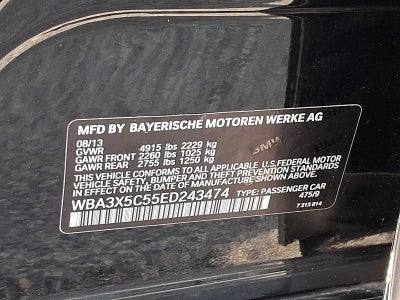 MFD BY BAYERISCHE MOTOREN WERKE AG
08/13
GVWR 4915 lbs 2229 kg
GAWR FRONT 2260 lbs 1025 kg
GAWR REAR 2755 lbs 1250 kg
THIS VEHICLE CONFORMS TO ALL APPLICABLE U.S.FEDERAL MOTOR
VEHICLE SAFETY, BUMPER AND THEFT PREVENTION STANDARDS
IN EFFECT ON THE DATE OF MANUFACTURE SHOWN ABOVE.
WBA3X5C55ED243474 TYPE: PASSENGER CAR
475/9
7 315 814
BMW